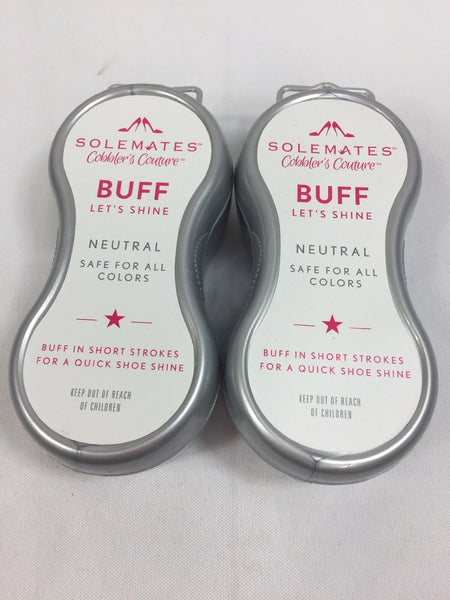 SOLEMATES™
Cobbler's Couture™
BUFF
LET'S SHINE
NEUTRAL
SAFE FOR ALL
COLORS
BUFF IN SHORT STROKES
FOR A QUICK SHOE SHINE
KEEP OUT OF REACH
OF CHILDREN
SOLEMATES™
Cobbler's Couture™
BUFF
LET'S SHINE
NEUTRAL
SAFE FOR ALL
COLORS
BUFF IN SHORT STROKES
FOR A QUICK SHOE SHINE
KEEP OUT OF REACH
OF CHILDREN